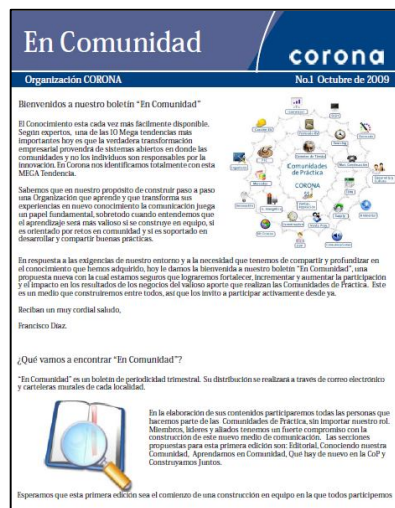 En Comunidad
corona
Organización CORONA
No.1 Octubre de 2009
Bienvenidos a nuestro boletín "En Comunidad"
El Conocimiento esta cada vez mas fácilmente disponible.
Según expertos, una de las 10 Mega tendencias más
importantes hoy es que la verdadera transformación
empresarial provendrá de sistemas abiertos en donde las
comunidades y no los individuos son responsables por la
innovación. En Corona nos identificamos totalmente con esta
MEGA Tendencia.
Sabemos que en nuestro propósito de construir paso a paso
una Organización que aprende y que transforma sus
experiencias en nuevo conocimiento la comunicación juega
un papel fundamental, sobretodo cuando entendemos que
el aprendizaje será más valioso si se construye en equipo, si
es orientado por retos en comunidad y si es soportado en
desarrollar y compartir buenas prácticas.
Comunidades
de Práctica
CORONA
En respuesta a las exigencias de nuestro entorno y a la necesidad que tenemos de compartir y profundizar en
el conocimiento que hemos adquirido, hoy le damos la bienvenida a nuestro boletín "En Comunidad", una
propuesta nueva con la cual estamos seguros que lograremos fortalecer, incrementar y aumentar la participación
y el impacto en los resultados de los negocios del valioso aporte que realizan las Comunidades de Práctica. Este
es un medio que construiremos entre todos, así que los invito a participar activamente desde ya.
Reciban un muy cordial saludo,
Francisco Díaz.
¿Qué vamos a encontrar "En Comunidad"?
"En Comunidad" es un boletín de periodicidad trimestral. Su distribución se realizará a través de correo electrónico
y carteleras murales de cada localidad.
En la elaboración de sus contenidos participaremos todas las personas que
hacemos parte de las Comunidades de Práctica, sin importar nuestro rol.
Miembros, líderes y aliados tenemos un fuerte compromiso con la
construcción de este nuevo medio de comunicación. Las secciones
propuestas para esta primera edición son: Editorial, Conociendo nuestra
Comunidad, Aprendamos en Comunidad, Qué hay de nuevo en la CoP y
Construyamos Juntos.
Esperamos que esta primera edición sea el comienzo de una construcción en equipo en la que todos participemos